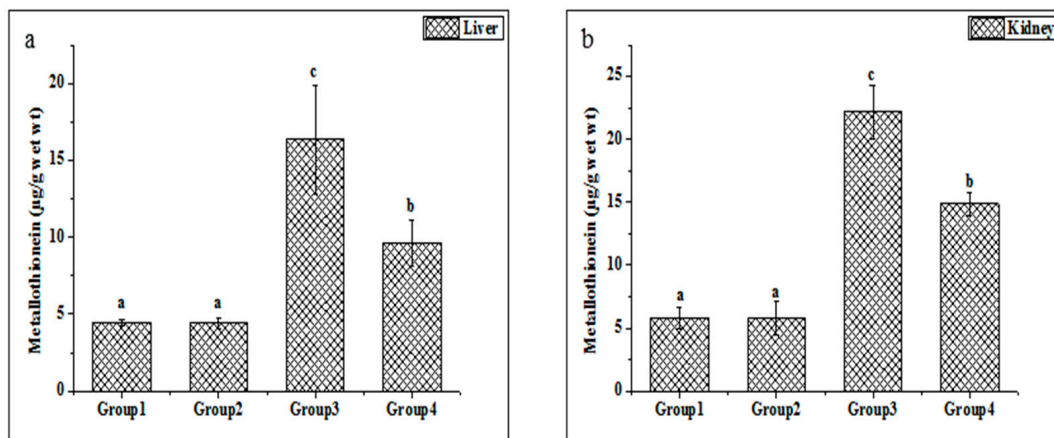 a
Liver
Metallothionein (µg/g wet wt)
20
15
10
5
0
a
a
c
b
Group1
Group2
Group3
Group4
b
Kidney
Metallothionein (µg/g wet wt)
25
20
15
10
5
0
a
a
c
b
Group1
Group2
Group3
Group4